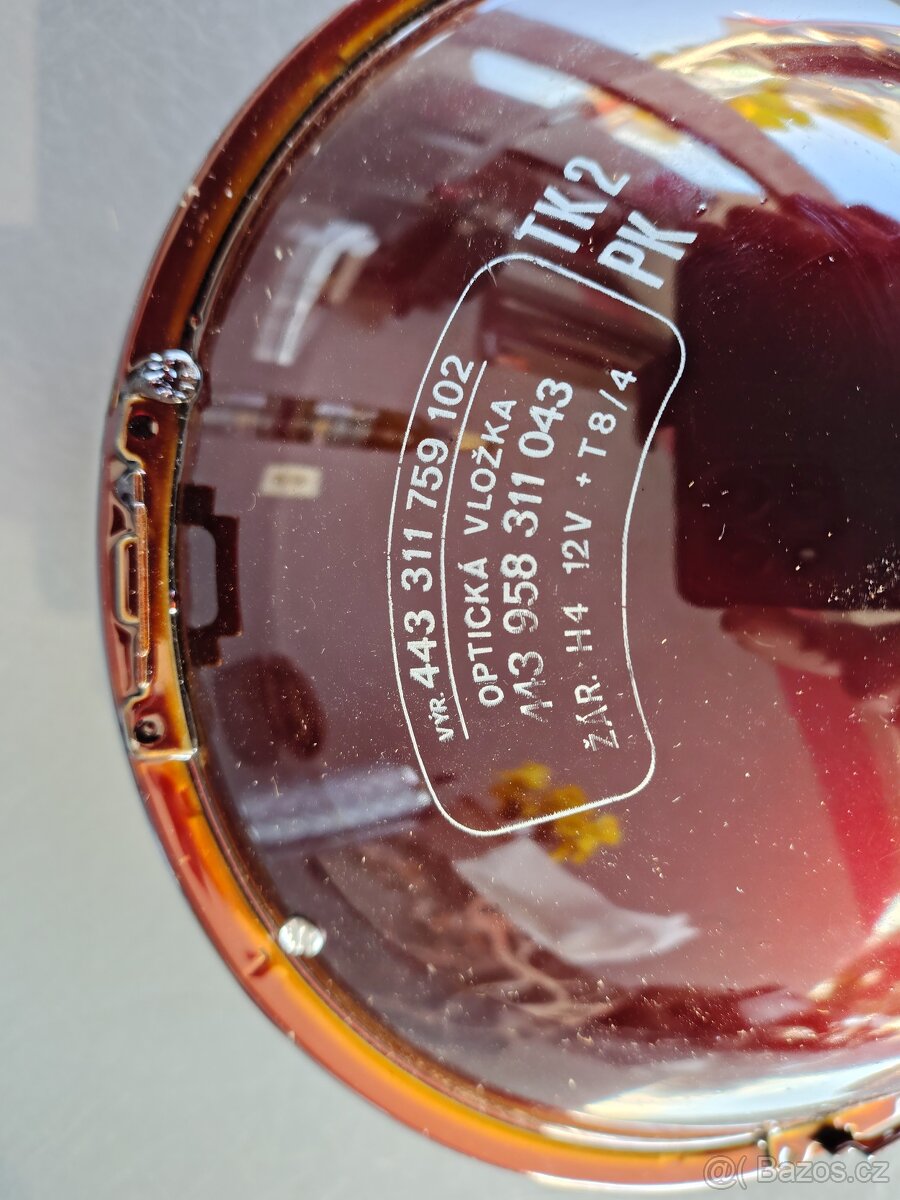 TK2
PK
VÝR. 443 311 759 102
OPTICKÁ VLOŽKA
443 958 311 043
ŽÁR. H4 12V + T8/4
@( Bazos.cz